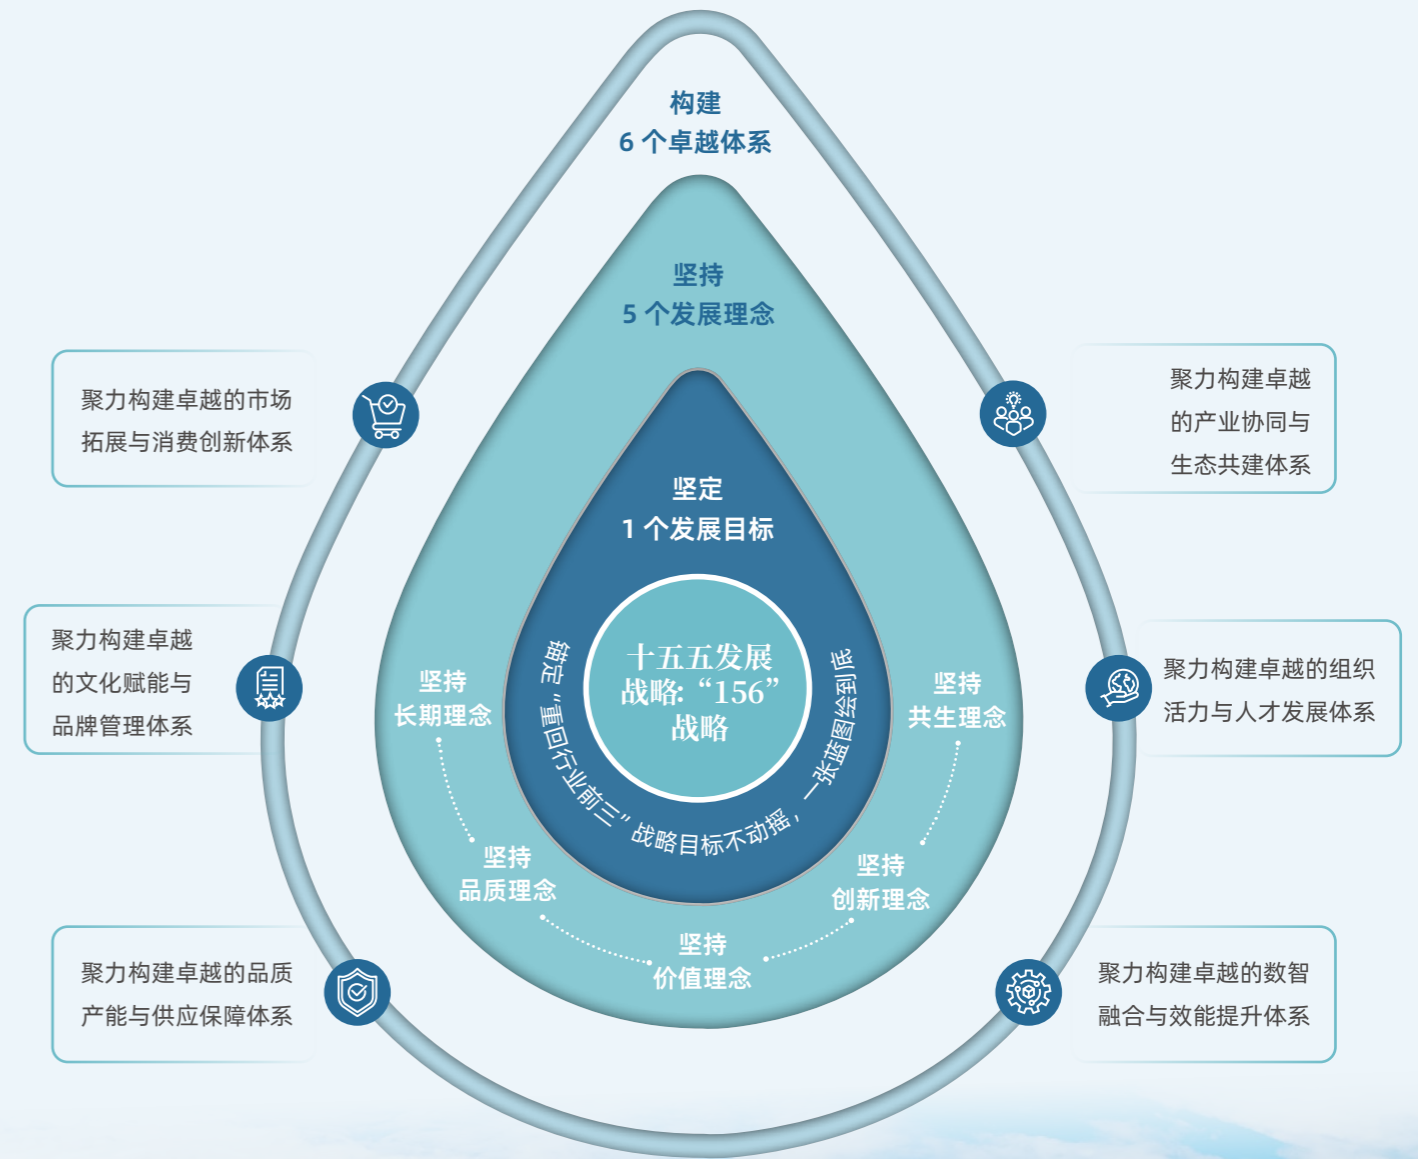 构建
6 个卓越体系
坚持
5 个发展理念
坚定
1 个发展目标
十五五发展
战略:“156”
战略
锚定“重回行业前三”战略目标不动摇，一张蓝图绘到底
坚持
长期理念
坚持
品质理念
坚持
价值理念
坚持
创新理念
坚持
共生理念
聚力构建卓越的市场
拓展与消费创新体系
聚力构建卓越
的文化赋能与
品牌管理体系
聚力构建卓越的品质
产能与供应保障体系
聚力构建卓越
的产业协同与
生态共建体系
聚力构建卓越的组织
活力与人才发展体系
聚力构建卓越的数智
融合与效能提升体系